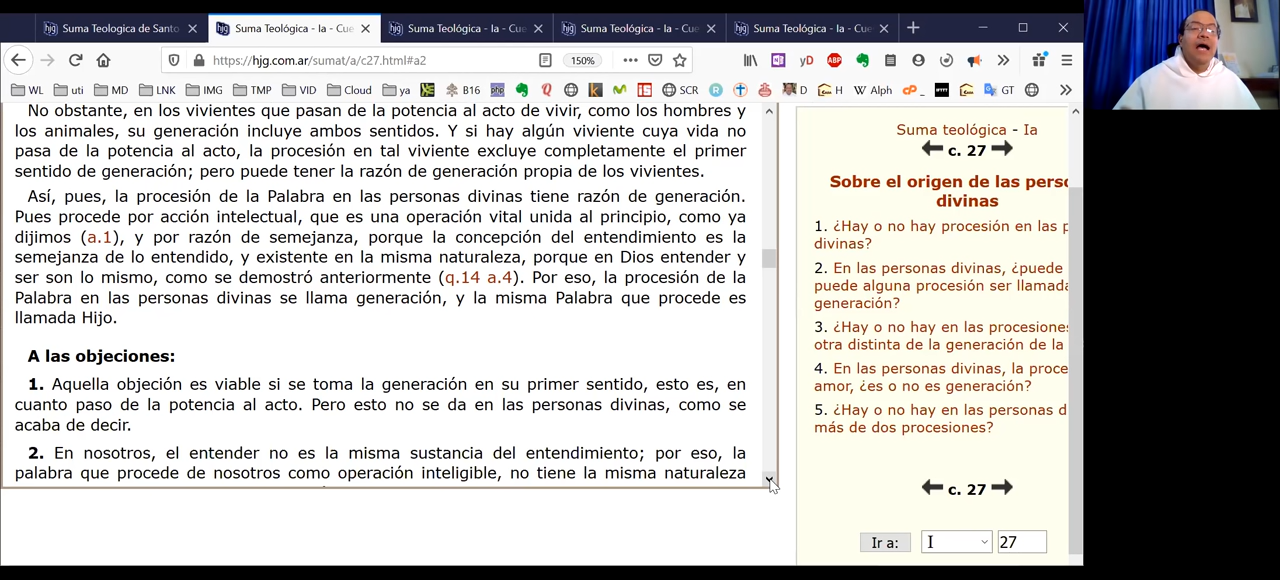 Suma Teologica de Santo
Suma Teológica - Ia - Cue
Suma Teológica - Ia - Cue
Suma Teológica - Ia - Cue
Suma Teológica - Ia - Cue
https://hjg.com.ar/sumat/a/c27.html#a2
150%
WL
uti
MD
LNK
IMG
TMP
VID
Cloud
ya
B16
SCR
D
H
Alph
GT
No obstante, en los vivientes que pasan de la potencia al acto de vivir, como los hombres y
los animales, su generación incluye ambos sentidos. Y si hay algún viviente cuya vida no
pasa de la potencia al acto, la procesión en tal viviente excluye completamente el primer
sentido de generación; pero puede tener la razón de generación propia de los vivientes.
Así, pues, la procesión de la Palabra en las personas divinas tiene razón de generación.
Pues procede por acción intelectual, que es una operación vital unida al principio, como ya
dijimos (a.1), y por razón de semejanza, porque la concepción del entendimiento es la
semejanza de lo entendido, y existente en la misma naturaleza, porque en Dios entender y
ser son lo mismo, como se demostró anteriormente (q.14 a.4). Por eso, la procesión de la
Palabra en las personas divinas se llama generación, y la misma Palabra que procede es
llamada Hijo.
A las objeciones:
1. Aquella objeción es viable si se toma la generación en su primer sentido, esto es, en
cuanto paso de la potencia al acto. Pero esto no se da en las personas divinas, como se
acaba de decir.
2. En nosotros, el entender no es la misma sustancia del entendimiento; por eso, la
palabra que procede de nosotros como operación inteligible, no tiene la misma naturaleza
Suma teológica - Ia
c. 27
Sobre el origen de las perso
divinas
1. ¿Hay o no hay procesión en las p
divinas?
2. En las personas divinas, ¿puede
puede alguna procesión ser llamada
generación?
3. ¿Hay o no hay en las procesiones
otra distinta de la generación de la
4. En las personas divinas, la proce
amor, ¿es o no es generación?
5. ¿Hay o no hay en las personas d
más de dos procesiones?
c. 27
Ir a:
I
27